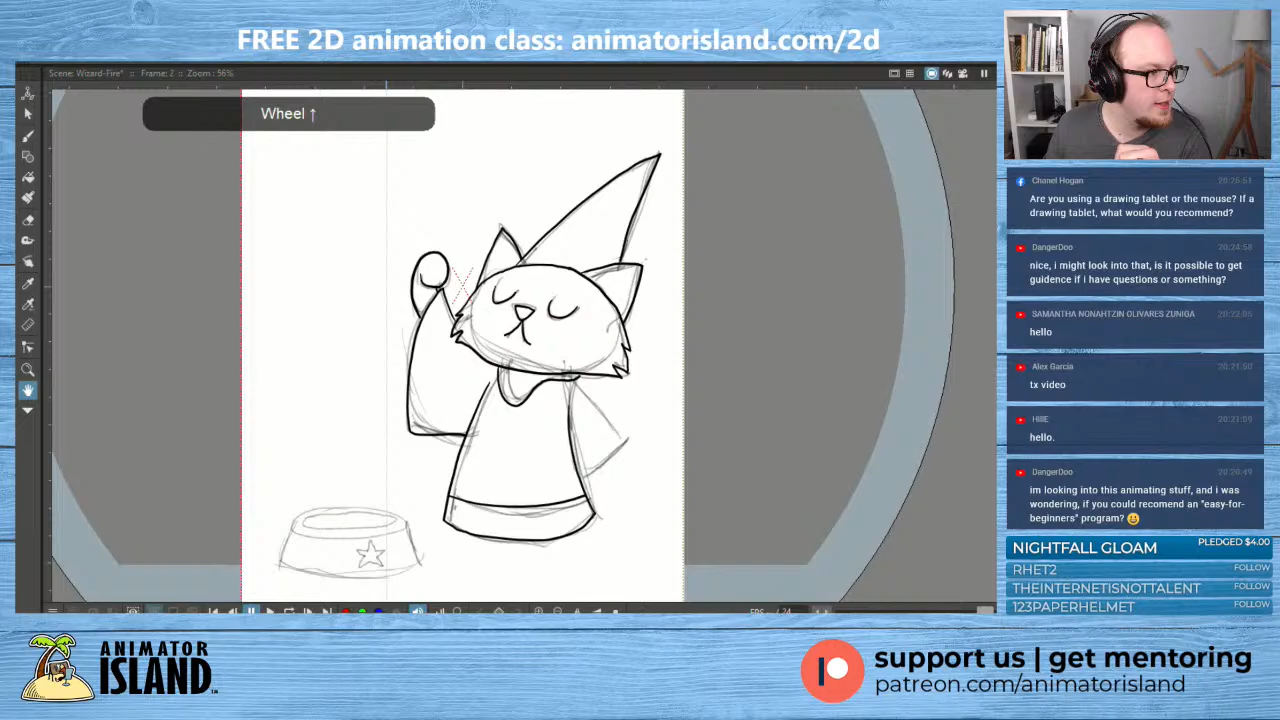 FREE 2D animation class: animatorisland.com/2d
Scene: Wizard-Fire* :: Frame: 2 :: Zoom : 56%
Wheel ↑
Chanel Hogan 20:25:51
Are you using a drawing tablet or the mouse? If a
drawing tablet, what would you recommend?
DangerDoo 20:24:58
nice, i might look into that, is it possible to get
guidence if i have questions or something?
SAMANTHA NONAHTZIN OLIVARES ZUNIGA 20:22:05
hello
Alex Garcia 20:21:50
tx video
20:21:09
hello.
DangerDoo 20:20:49
im looking into this animating stuff, and i was
wondering, if you could recomend an "easy-for-
beginners" program? 😃
NIGHTFALL GLOAM PLEDGED $4.00
RHET2 FOLLOW
THEINTERNETISNOTTALENT FOLLOW
123PAPERHELMET FOLLOW
FPS 24
ANIMATOR
ISLAND™
support us | get mentoring
patreon.com/animatorisland